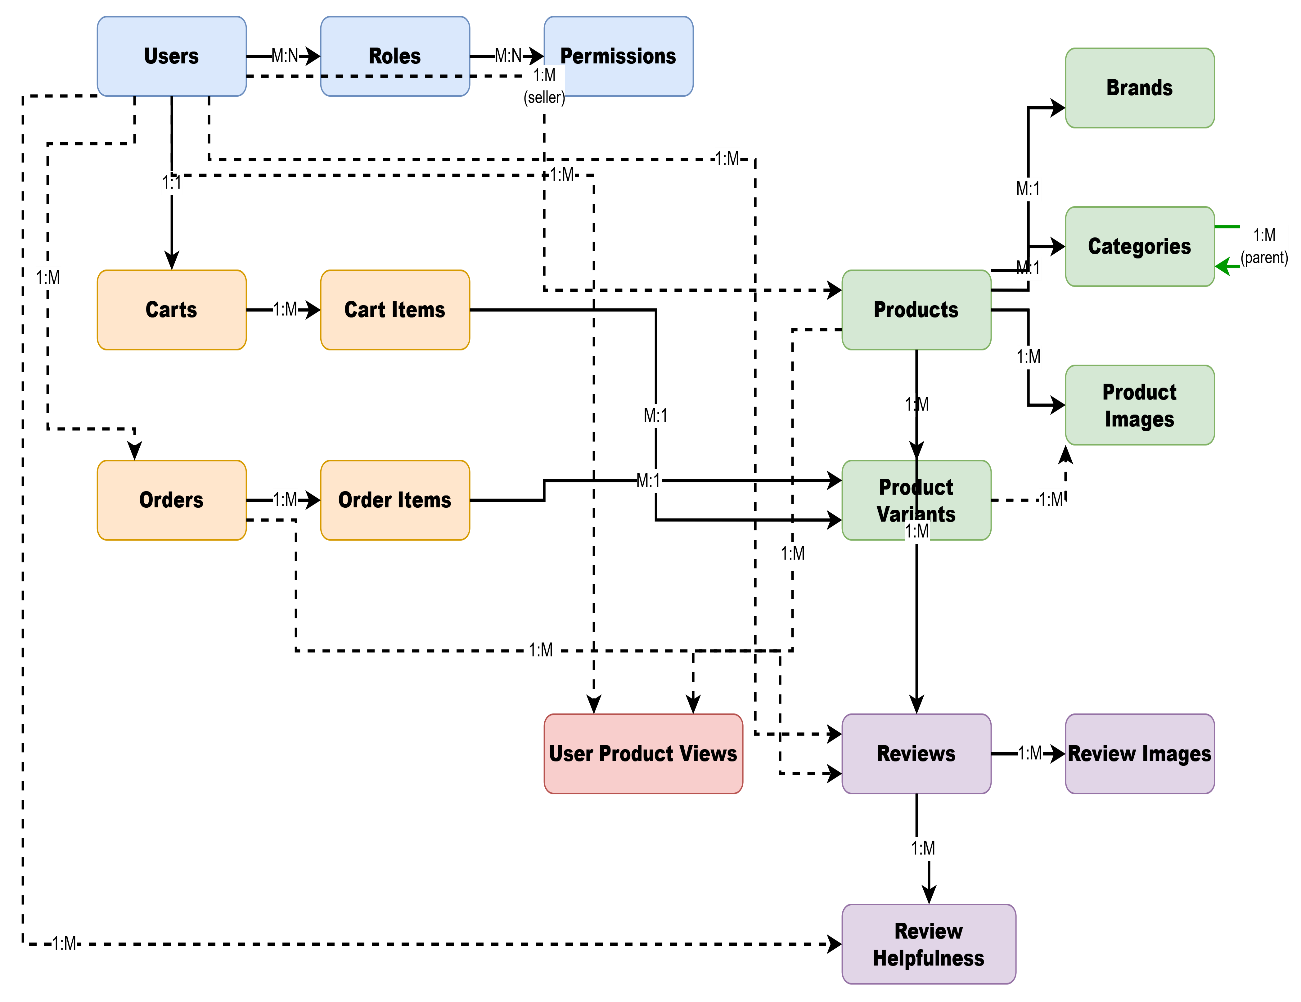 Users
M:N
Roles
M:N
Permissions
1:M
(seller)
Brands
1:M
1:M
1:1
M:1
Categories
1:M
(parent)
M:1
1:M
Carts
1:M
Cart Items
Products
1:M
Product
Images
1:M
M:1
Orders
1:M
Order Items
M:1
Product
Variants
1:M
1:M
1:M
1:M
User Product Views
Reviews
1:M
Review Images
1:M
1:M
Review
Helpfulness